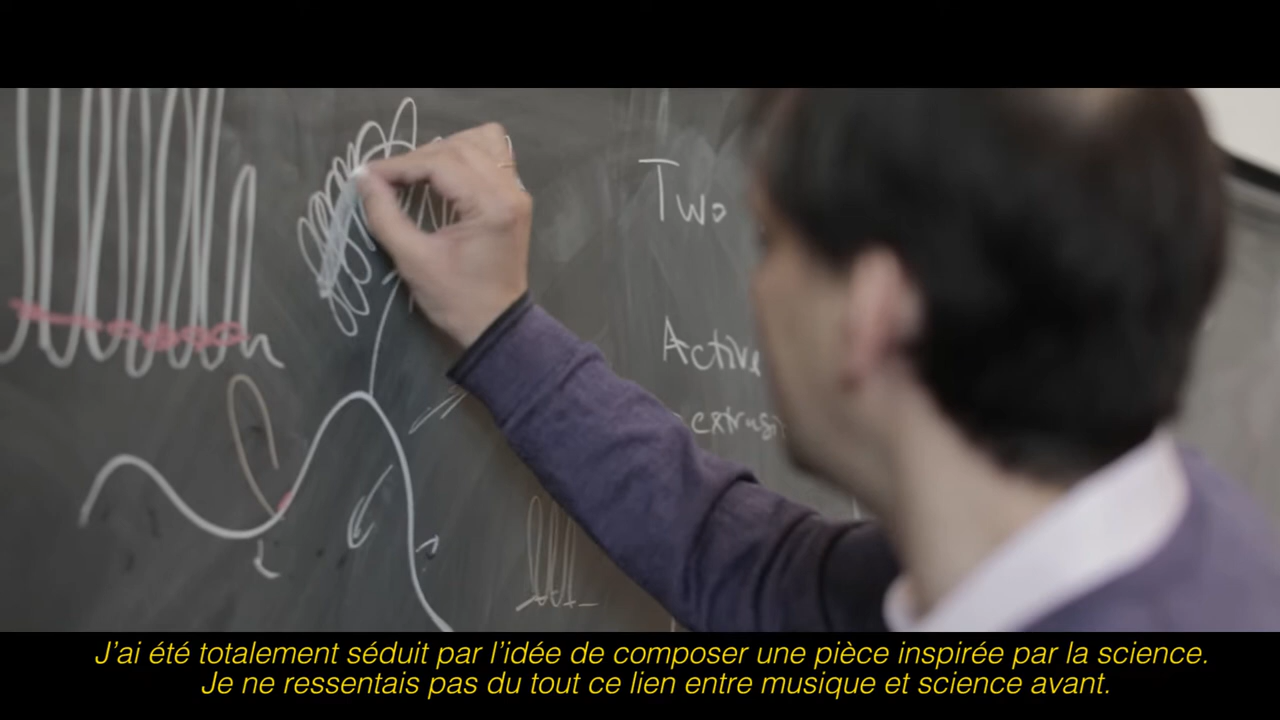 Two
Active
J’ai été totalement séduit par l’idée de composer une pièce inspirée par la science.
Je ne ressentais pas du tout ce lien entre musique et science avant.